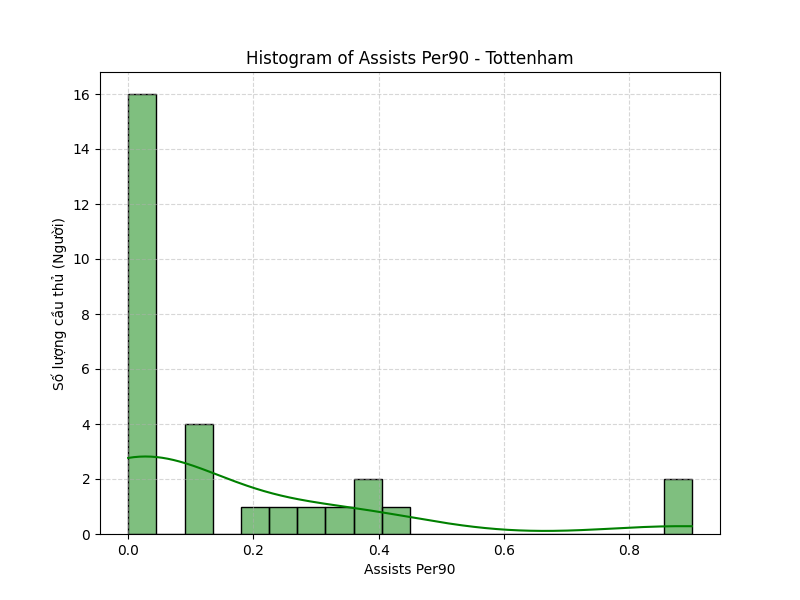 Histogram of Assists Per90 - Tottenham
Số lượng cầu thủ (Người)
16
14
12
10
8
6
4
2
0
0.0 0.2 0.4 0.6 0.8
Assists Per90